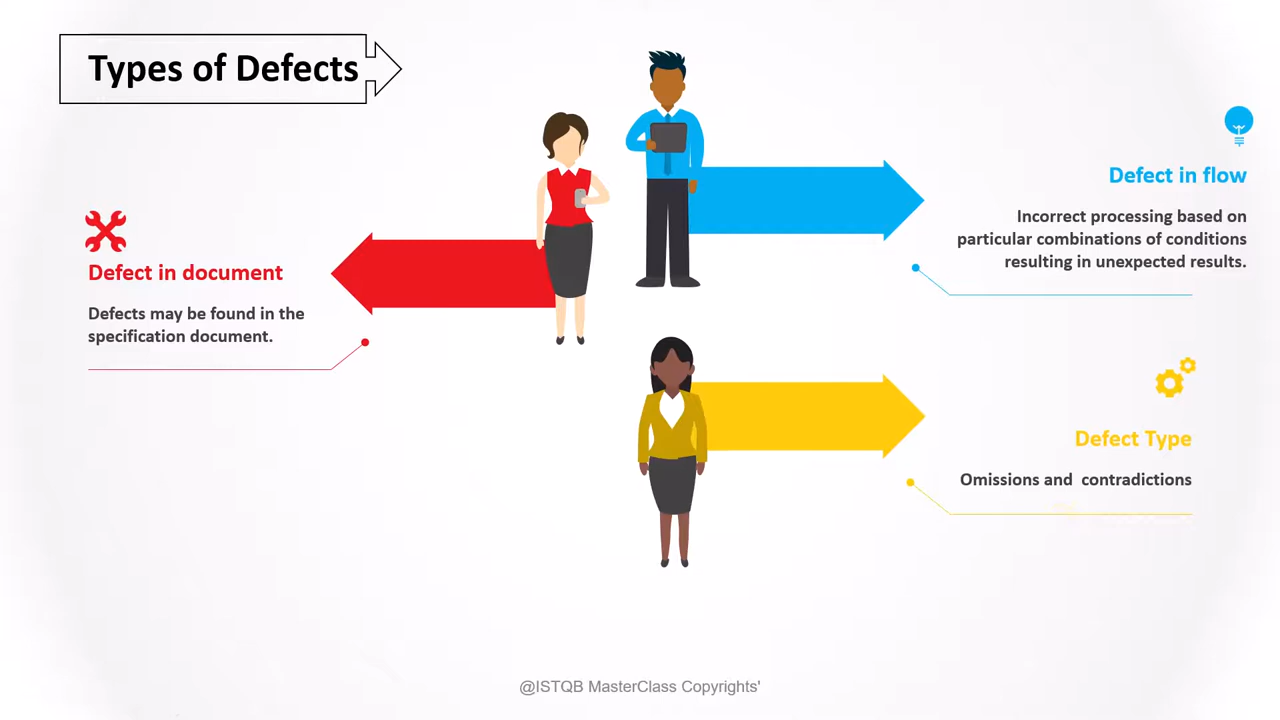 Types of Defects
Defect in document
Defects may be found in the
specification document.
Defect in flow
Incorrect processing based on
particular combinations of conditions
resulting in unexpected results.
Defect Type
Omissions and  contradictions
@ISTQB MasterClass Copyrights'